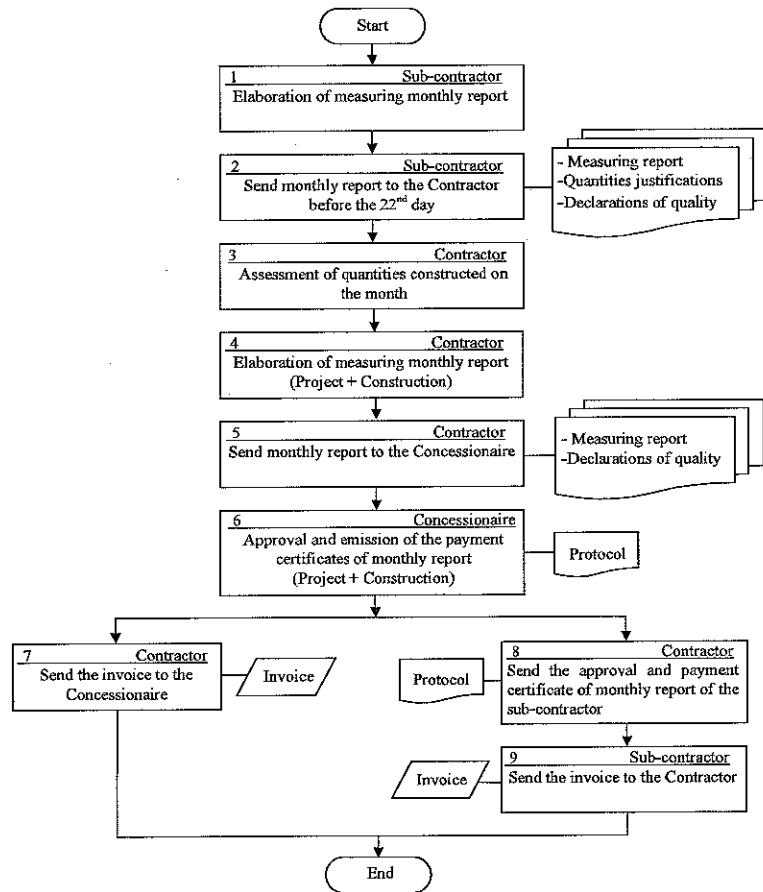 Start
1 Sub-contractor
Elaboration of measuring monthly report
2 Sub-contractor
Send monthly report to the Contractor
before the 22nd day
- Measuring report
-Quantities justifications
-Declarations of quality
3 Contractor
Assessment of quantities constructed on
the month
4 Contractor
Elaboration of measuring monthly report
(Project + Construction)
5 Contractor
Send monthly report to the Concessionaire
- Measuring report
-Declarations of quality
6 Concessionaire
Approval and emission of the payment
certificates of monthly report
(Project + Construction)
Protocol
7 Contractor
Send the invoice to the
Concessionaire
Invoice
Protocol
8 Contractor
Send the approval and payment
certificate of monthly report of the
sub-contractor
Invoice
9 Sub-contractor
Send the invoice to the Contractor
End